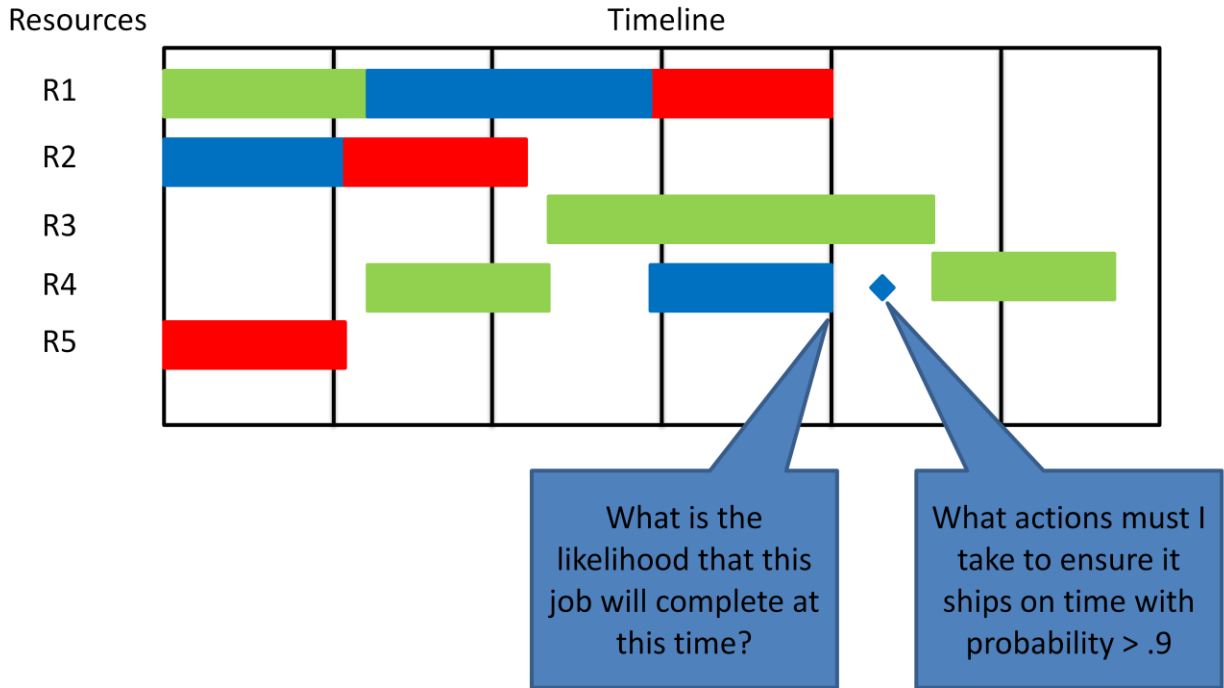 Resources
Timeline
R1
R2
R3
R4
R5
What is the
likelihood that this
job will complete at
this time?
What actions must I
take to ensure it
ships on time with
probability > .9